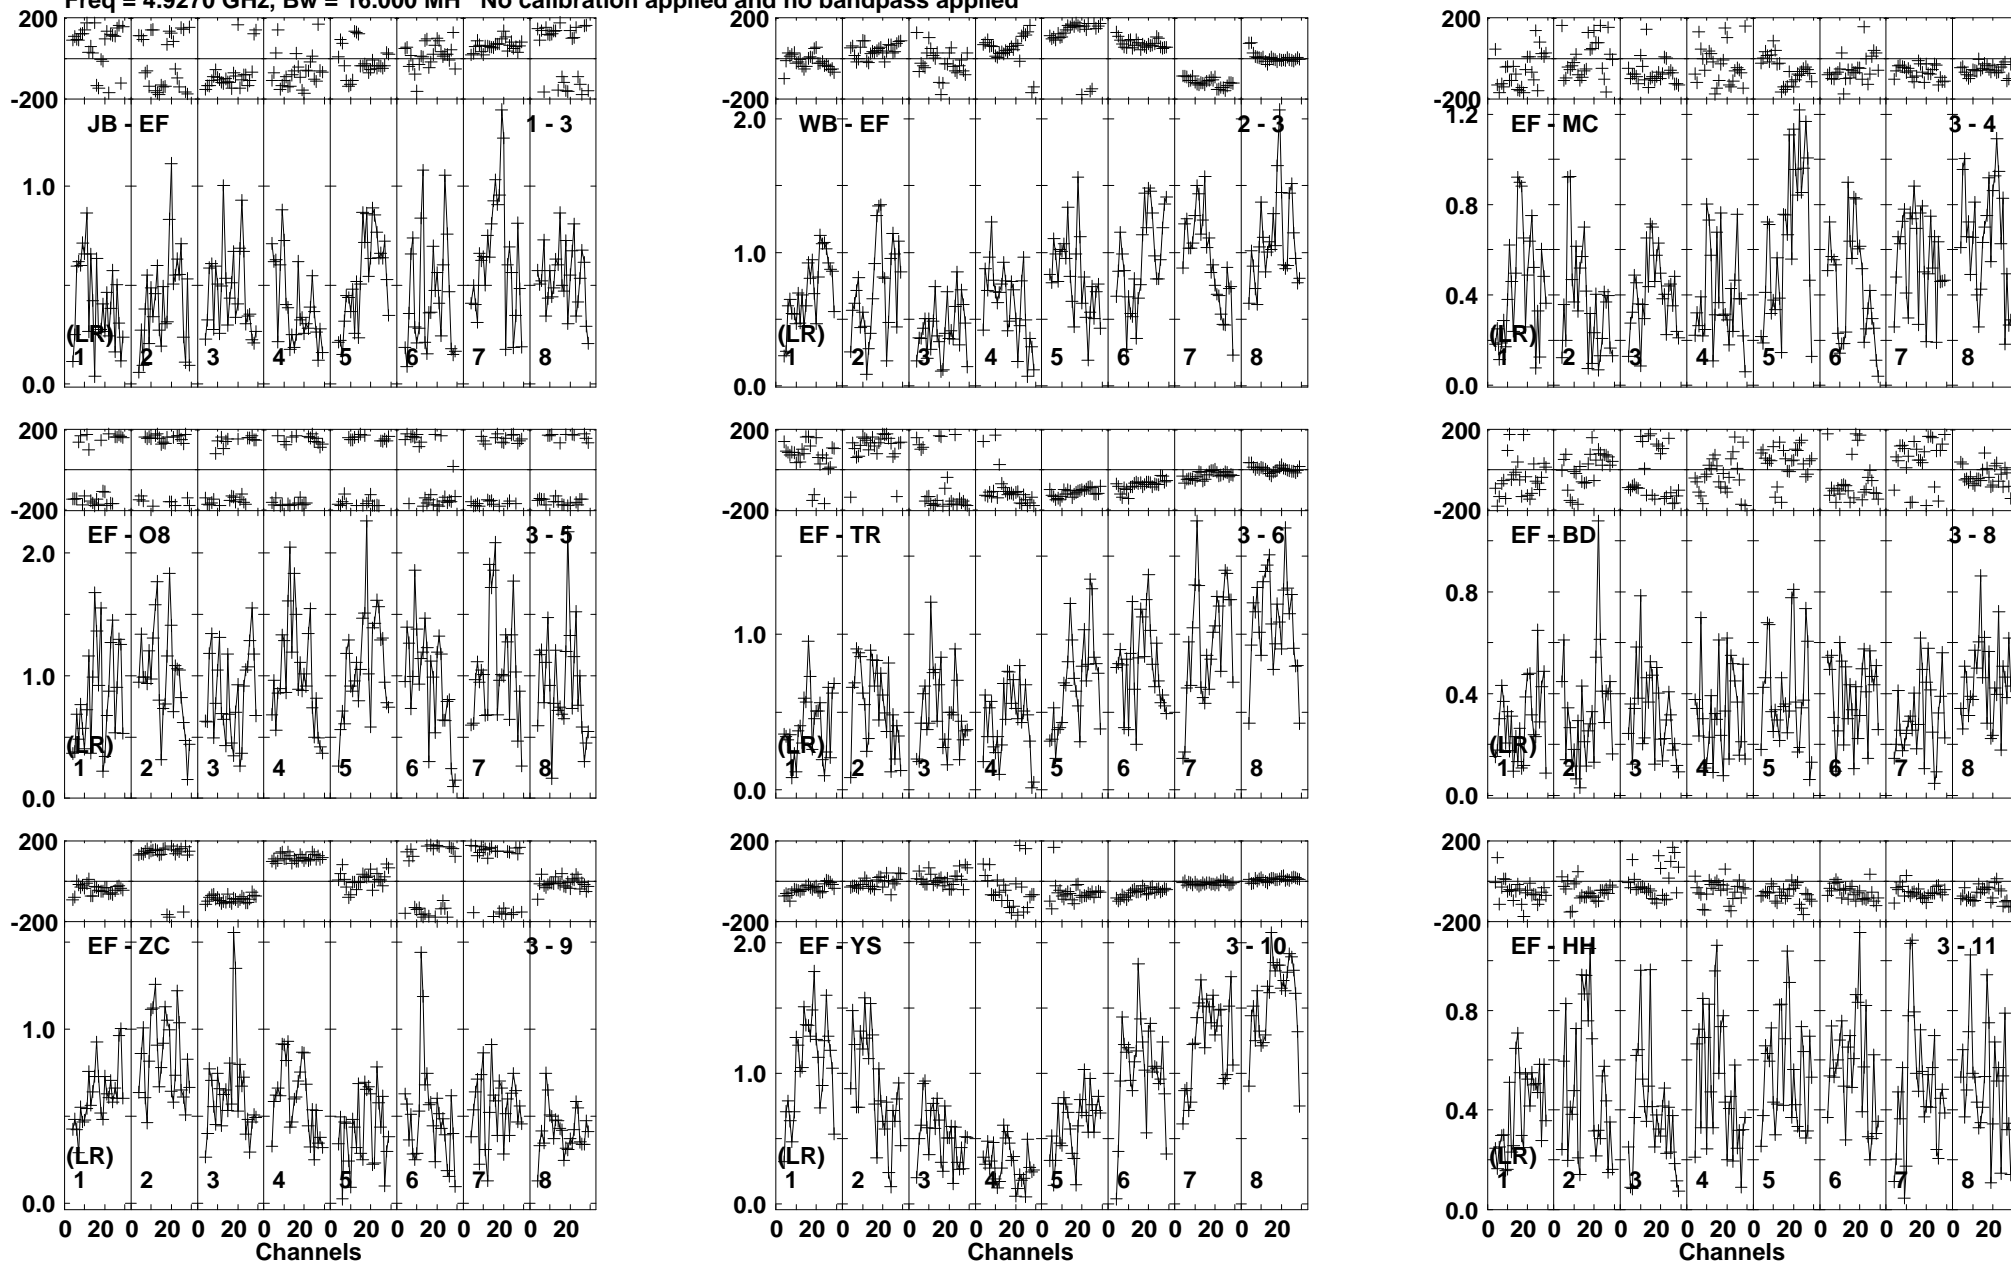 Freq = 4.9270 GHz, Bw = 16.000 MH No calibration applied and no bandpass applied
200 200 200
-200 -200 -200
JB - EF 1 - 3 WB - EF 2 - 3 EF - MC 3 - 4
2.0 1.2
1.0 0.8
1.0
0.4
(LR) (LR) (LR)
1 2 3 4 5 6 7 8 1 2 3 4 5 6 7 8 1 2 3 4 5 6 7 8
0.0 0.0 0.0
200 200 200
-200 -200 -200
EF - O8 3 - 5 EF - TR 3 - 6 EF - BD 3 - 8
2.0 0.8
1.0 1.0 0.4
(LR) (LR) (LR)
1 2 3 4 5 6 7 8 1 2 3 4 5 6 7 8 1 2 3 4 5 6 7 8
0.0 0.0 0.0
200 200 200
-200 -200 -200
EF - ZC 3 - 9 EF - YS 3 - 10 EF - HH 3 - 11
2.0
1.0 1.0 0.8
0.4
(LR) (LR) (LR)
1 2 3 4 5 6 7 8 1 2 3 4 5 6 7 8 1 2 3 4 5 6 7 8
0.0 0.0 0.0
0 20 0 20 0 20 0 20 0 20 0 20 0 20 0 20 0 20 0 20 0 20 0 20 0 20 0 20 0 20 0 20 0 20 0 20 0 20 0 20 0 20 0 20 0 20 0 20
Channels Channels Channels